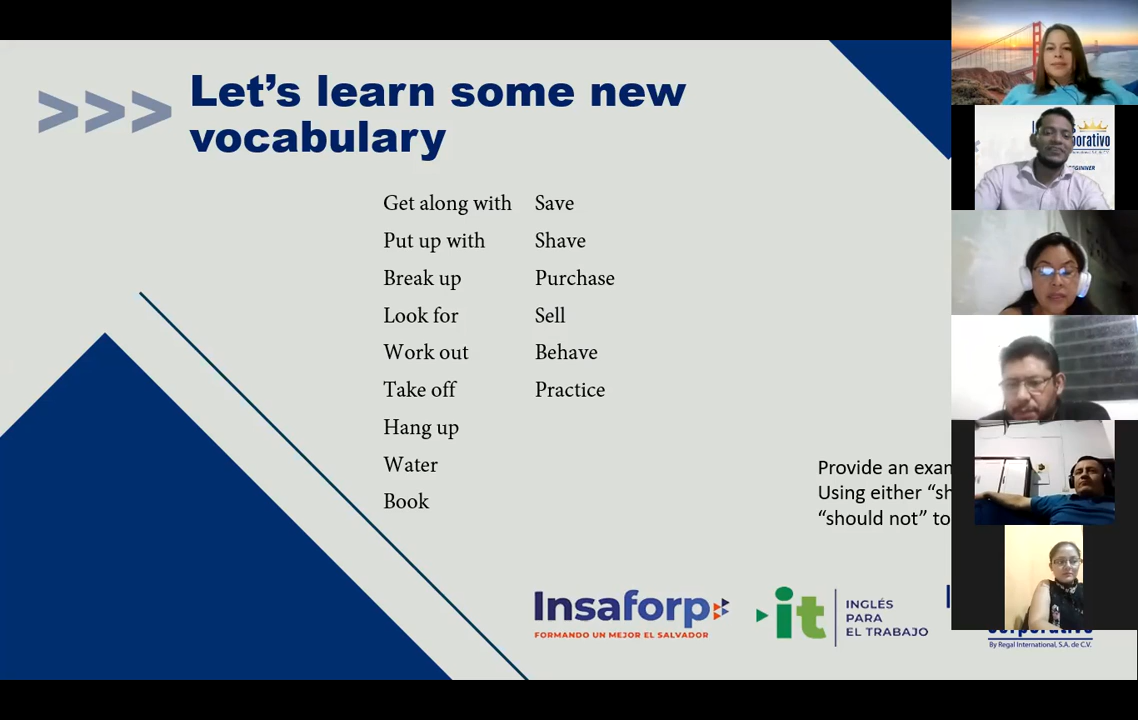 >>> Let’s learn some new
vocabulary
Get along with
Put up with
Break up
Look for
Work out
Take off
Hang up
Water
Book
Save
Shave
Purchase
Sell
Behave
Practice
Provide an
Using either
“should not” to
Insaforp
FORMANDO UN MEJOR EL SALVADOR
it
INGLÉS
PARA
EL TRABAJO
By Regal International, S.A. de C.V.